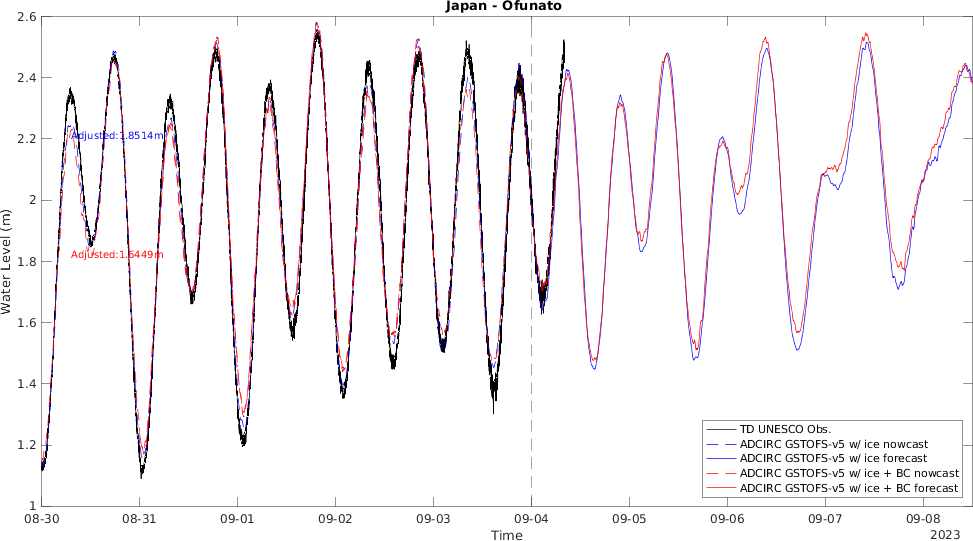 Japan - Ofunato
2.6
2.4
2.2
2
1.8
1.6
1.4
1.2
1
Water Level (m)
Adjusted:1.8514m
Adjusted:1.6449m
TD UNESCO Obs.
ADCIRC GSTOFS-v5 w/ ice nowcast
ADCIRC GSTOFS-v5 w/ ice forecast
ADCIRC GSTOFS-v5 w/ ice + BC nowcast
ADCIRC GSTOFS-v5 w/ ice + BC forecast
08-30 08-31 09-01 09-02 09-03 09-04 09-05 09-06 09-07 09-08
Time
2023